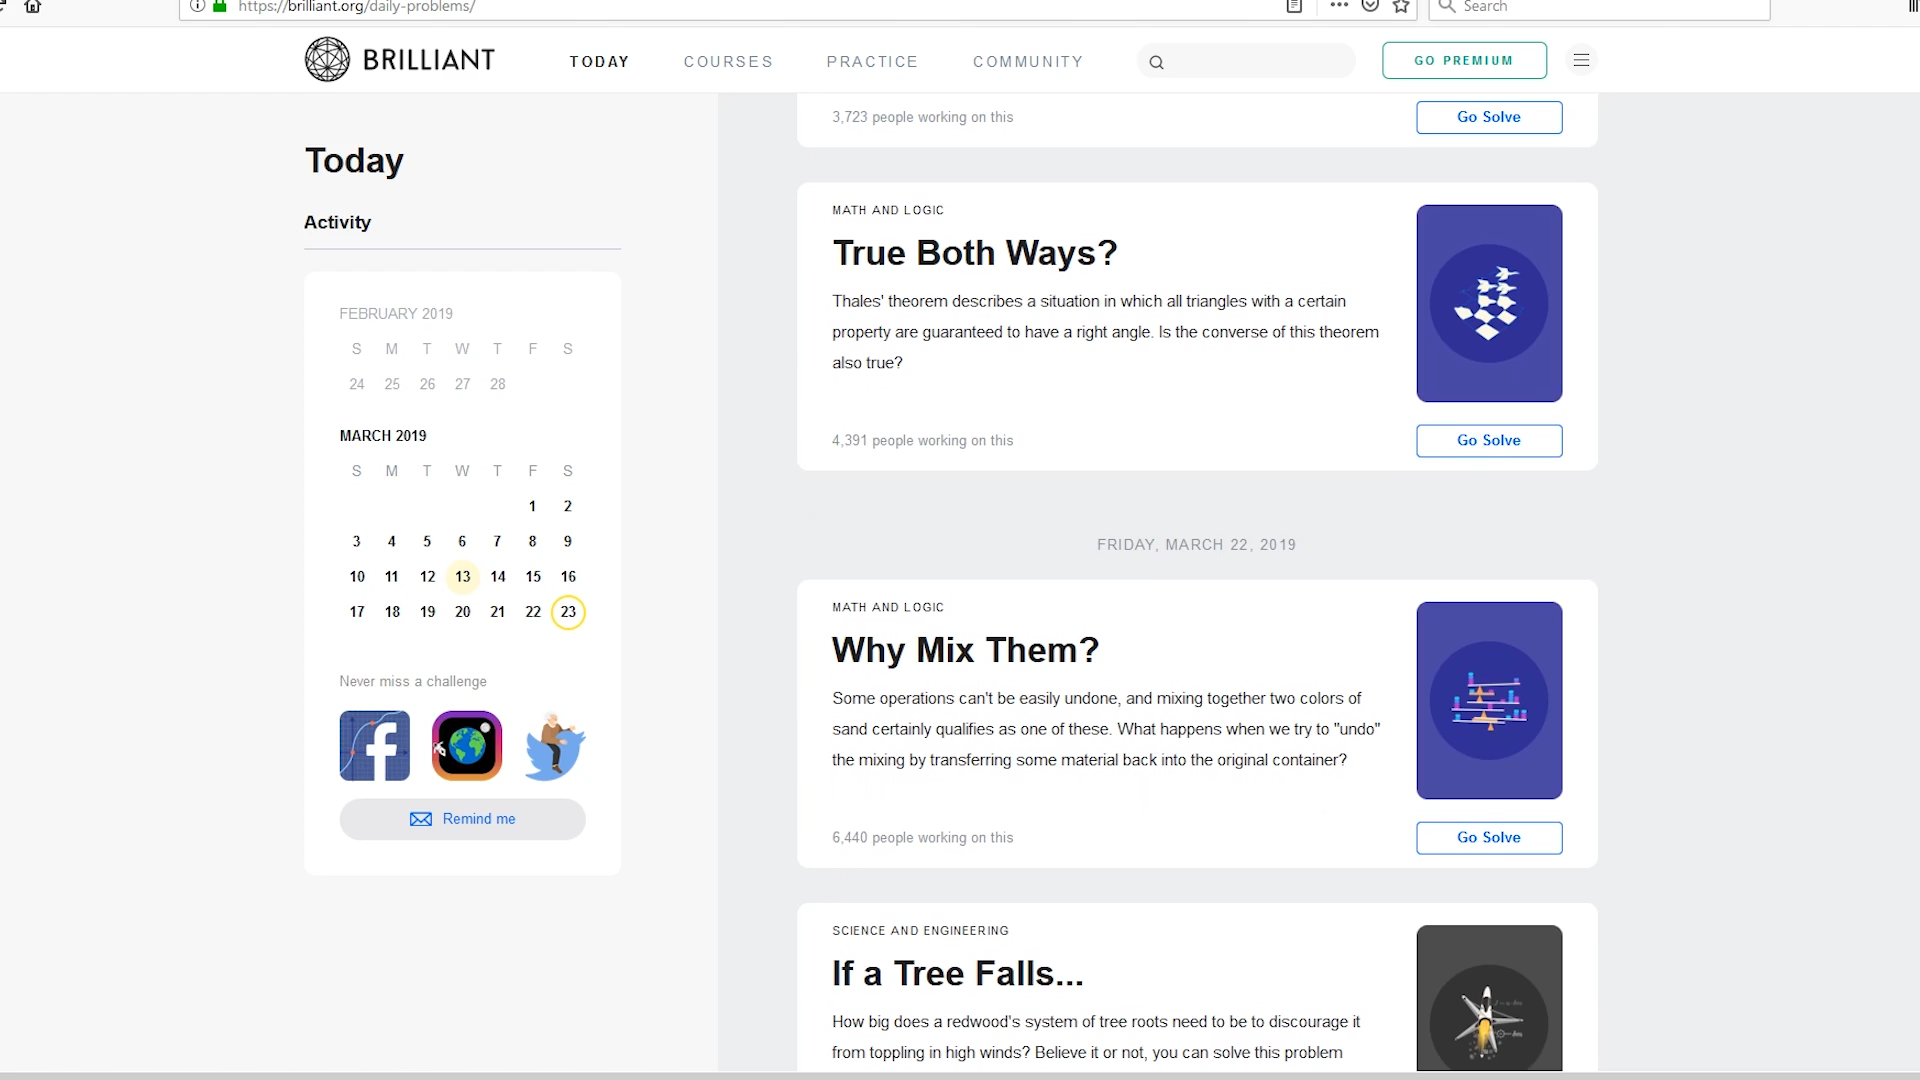 https://brilliant.org/daily-problems/
Search
BRILLIANT
TODAY
COURSES
PRACTICE
COMMUNITY
GO PREMIUM
Today
Activity
FEBRUARY 2019
S M T W T F S
24 25 26 27 28
MARCH 2019
S M T W T F S
1 2
3 4 5 6 7 8 9
10 11 12 13 14 15 16
17 18 19 20 21 22 23
Never miss a challenge
Remind me
3,723 people working on this
Go Solve
MATH AND LOGIC
True Both Ways?
Thales' theorem describes a situation in which all triangles with a certain
property are guaranteed to have a right angle. Is the converse of this theorem
also true?
4,391 people working on this
Go Solve
FRIDAY, MARCH 22, 2019
MATH AND LOGIC
Why Mix Them?
Some operations can't be easily undone, and mixing together two colors of
sand certainly qualifies as one of these. What happens when we try to "undo"
the mixing by transferring some material back into the original container?
6,440 people working on this
Go Solve
SCIENCE AND ENGINEERING
If a Tree Falls...
How big does a redwood's system of tree roots need to be to discourage it
from toppling in high winds? Believe it or not, you can solve this problem